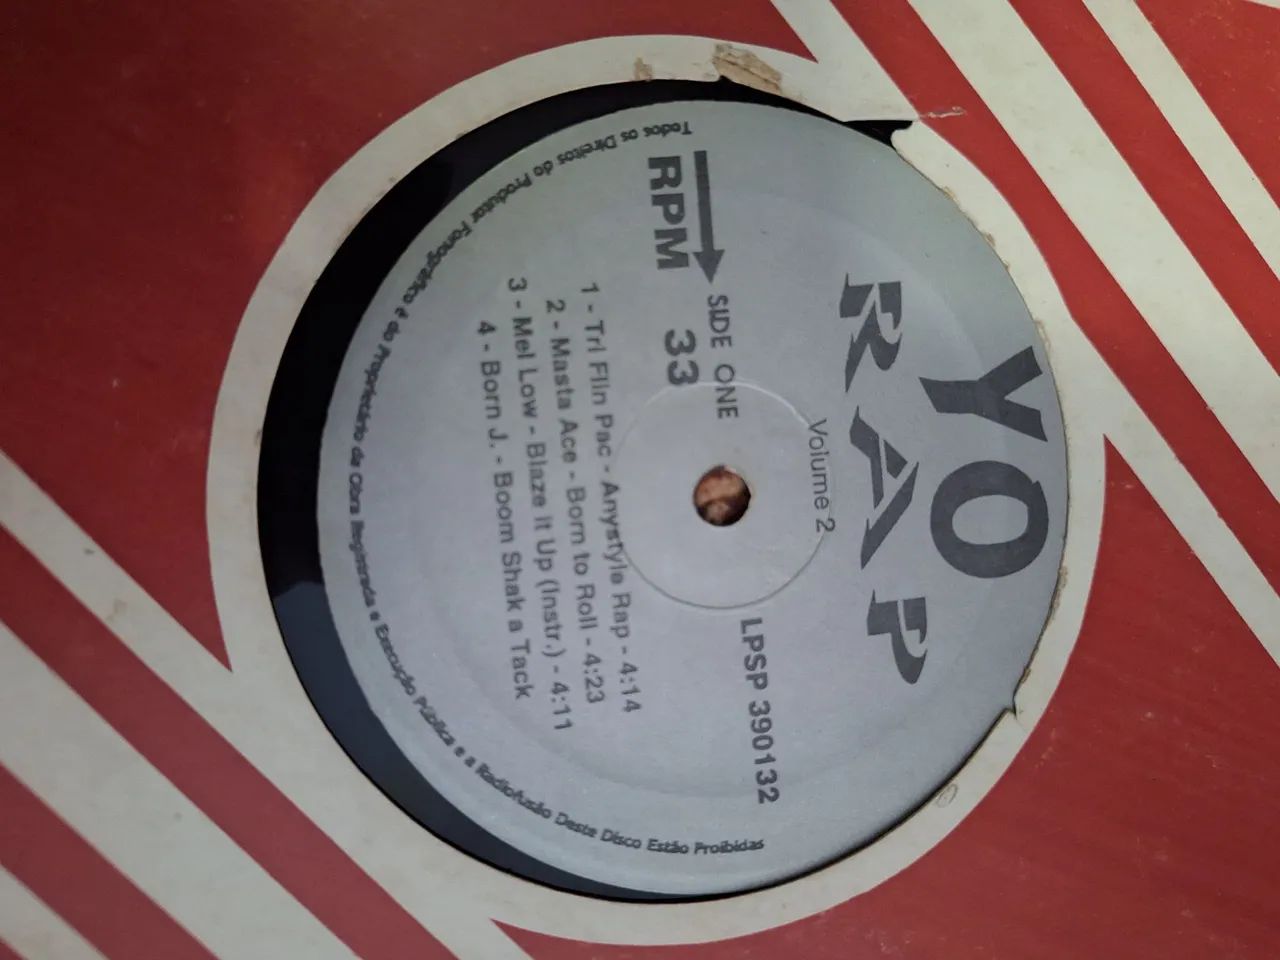 YO
RAP
Volume 2
SIDE ONE
LPSP 390132
RPM 33
1 - Tri Flin Pac - Anystyle Rap - 4:14
2 - Masta Ace - Born to Roll - 4:23
3 - Mel Low - Blaze it Up (Instr.) - 4:11
4 - Born J. - Boom Shak a Tack
Todos os Direitos do Produtor Fonográfico e do Proprietário da Obra Registrada e Execução Pública e a Radiofusão Deste Disco Estão Proibidas